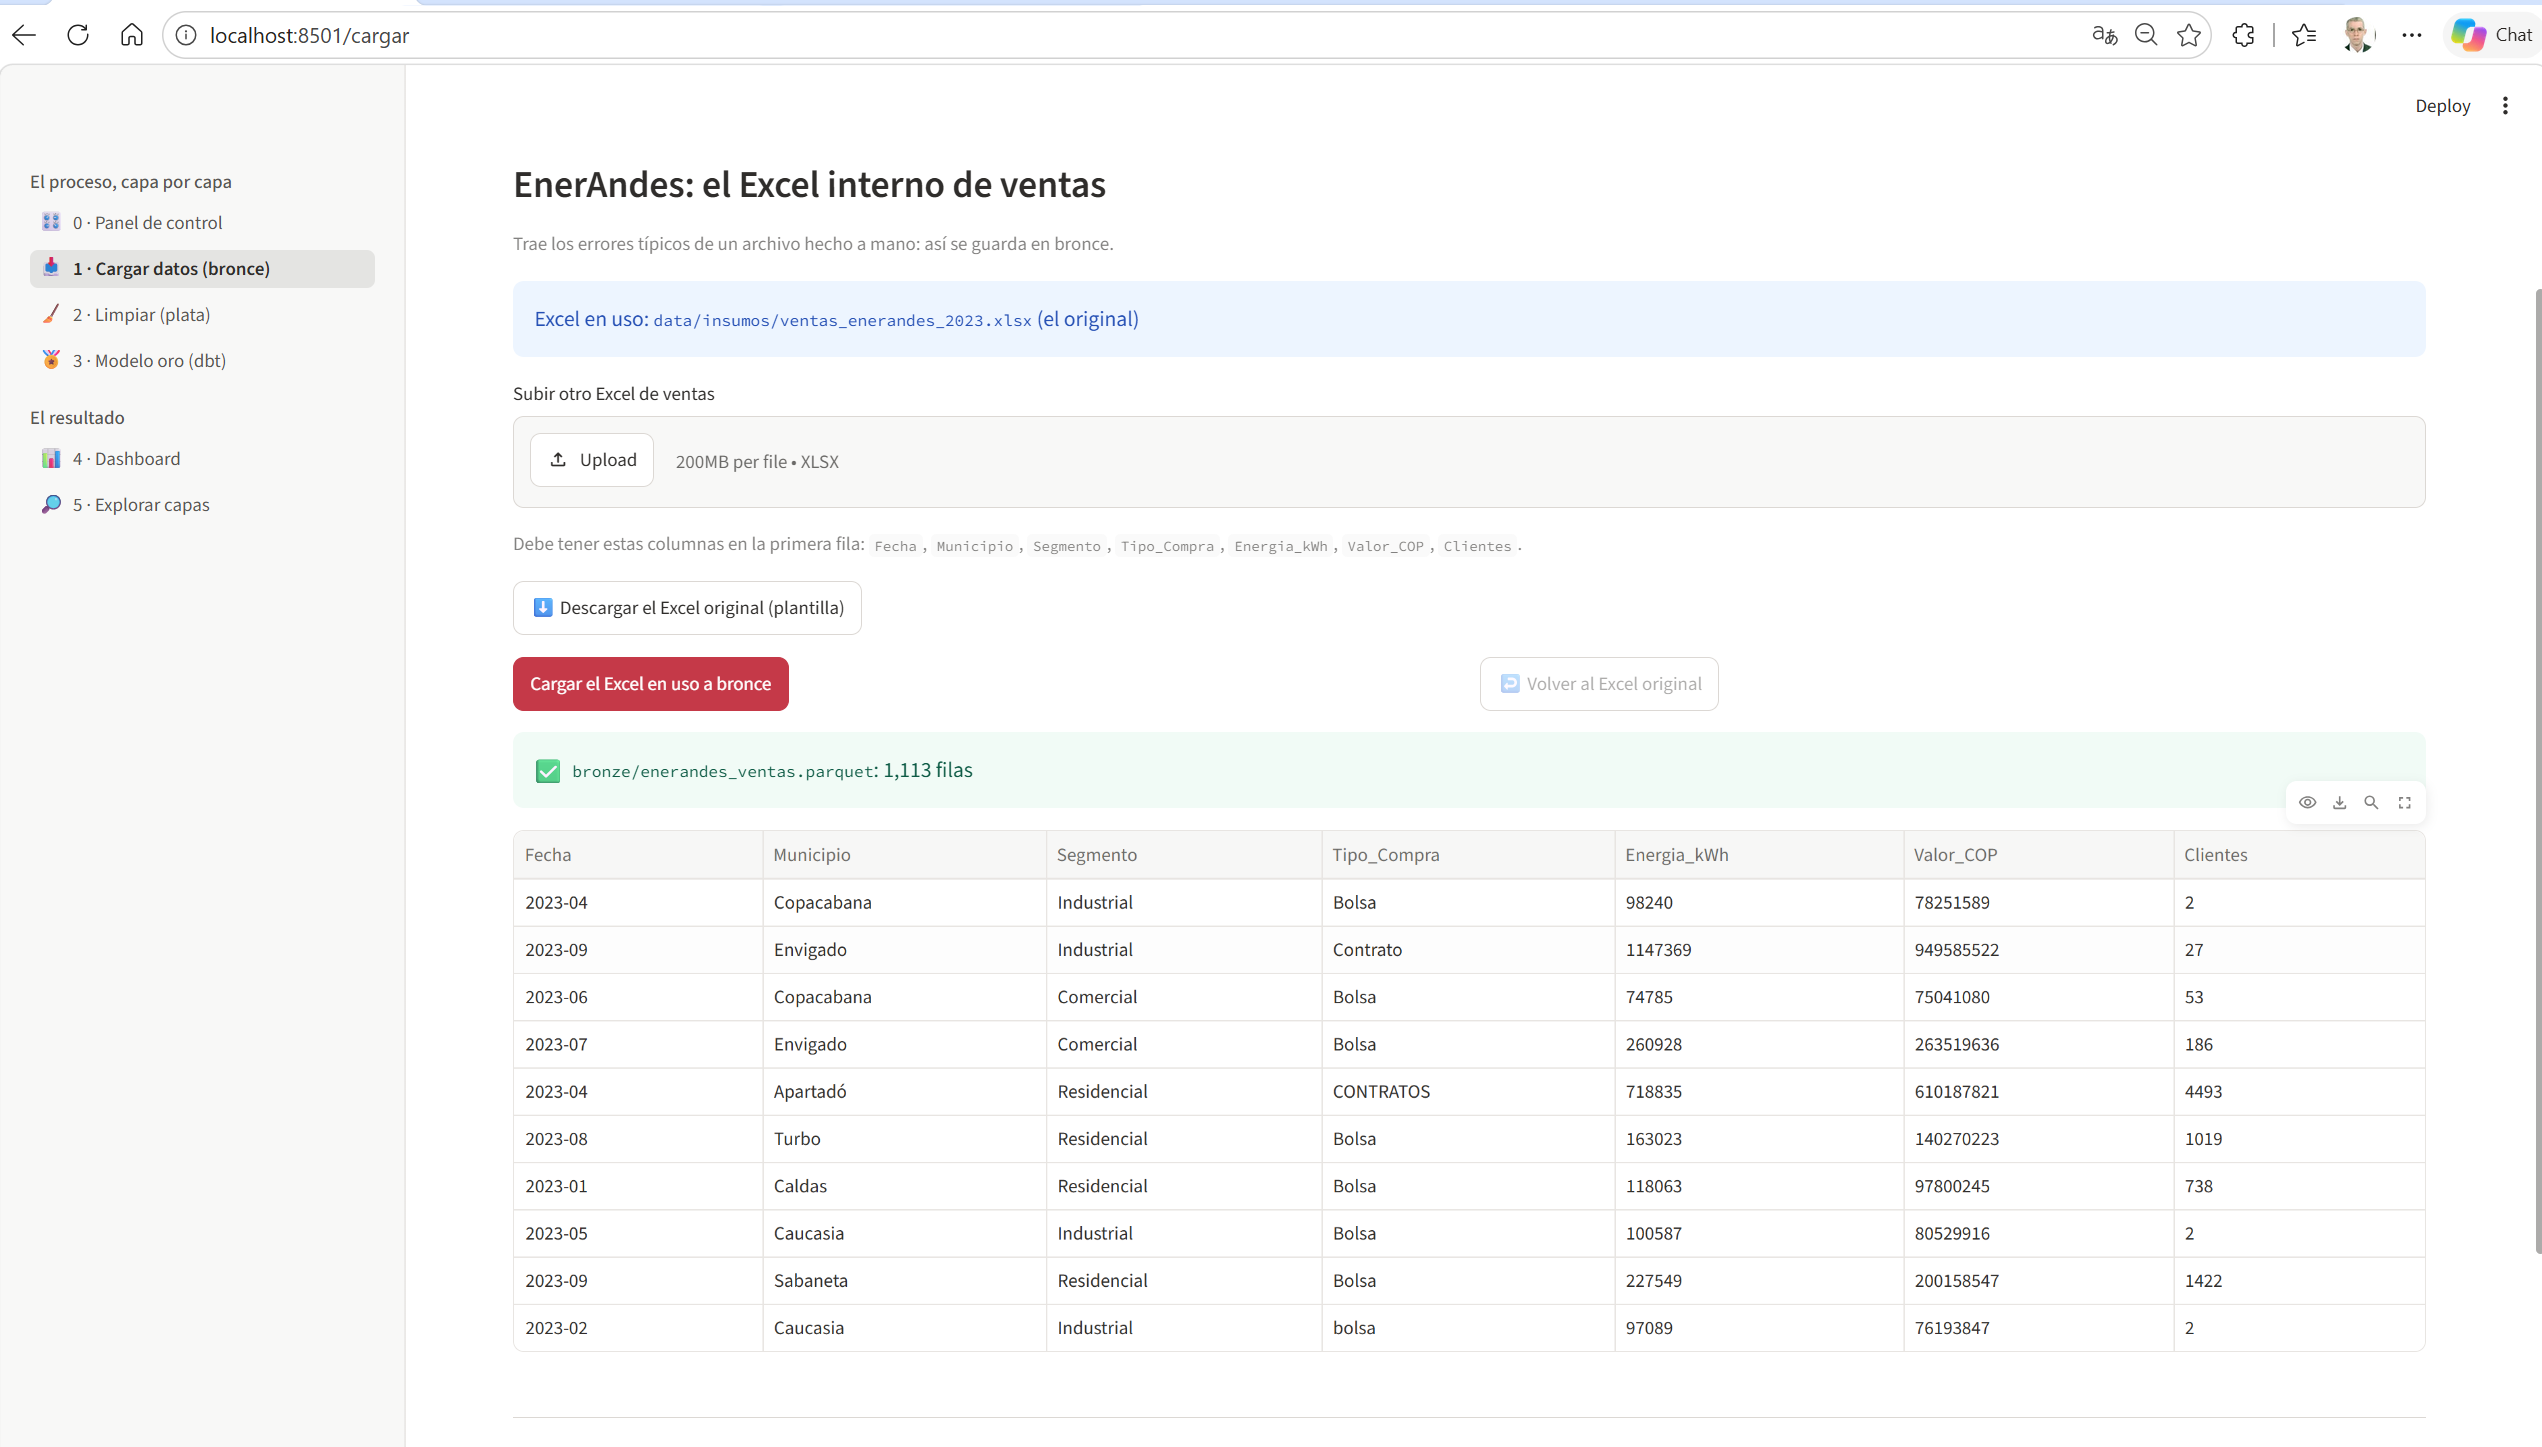 localhost:8501/cargar
Chat
Deploy
El proceso, capa por capa
0 · Panel de control
1 · Cargar datos (bronce)
2 · Limpiar (plata)
3 · Modelo oro (dbt)
El resultado
4 · Dashboard
5 · Explorar capas
EnerAndes: el Excel interno de ventas
Trae los errores típicos de un archivo hecho a mano: así se guarda en bronce.
Excel en uso: data/insumos/ventas_enerandes_2023.xlsx (el original)
Subir otro Excel de ventas
Upload 200MB per file • XLSX
Debe tener estas columnas en la primera fila: Fecha, Municipio, Segmento, Tipo_Compra, Energia_kWh, Valor_COP, Clientes.
Descargar el Excel original (plantilla)
Cargar el Excel en uso a bronce
Volver al Excel original
bronze/enerandes_ventas.parquet: 1,113 filas
Fecha Municipio Segmento Tipo_Compra Energia_kWh Valor_COP Clientes
2023-04 Copacabana Industrial Bolsa 98240 78251589 2
2023-09 Envigado Industrial Contrato 1147369 949585522 27
2023-06 Copacabana Comercial Bolsa 74785 75041080 53
2023-07 Envigado Comercial Bolsa 260928 263519636 186
2023-04 Apartadó Residencial CONTRATOS 718835 610187821 4493
2023-08 Turbo Residencial Bolsa 163023 140270223 1019
2023-01 Caldas Residencial Bolsa 118063 97800245 738
2023-05 Caucasia Industrial Bolsa 100587 80529916 2
2023-09 Sabaneta Residencial Bolsa 227549 200158547 1422
2023-02 Caucasia Industrial bolsa 97089 76193847 2